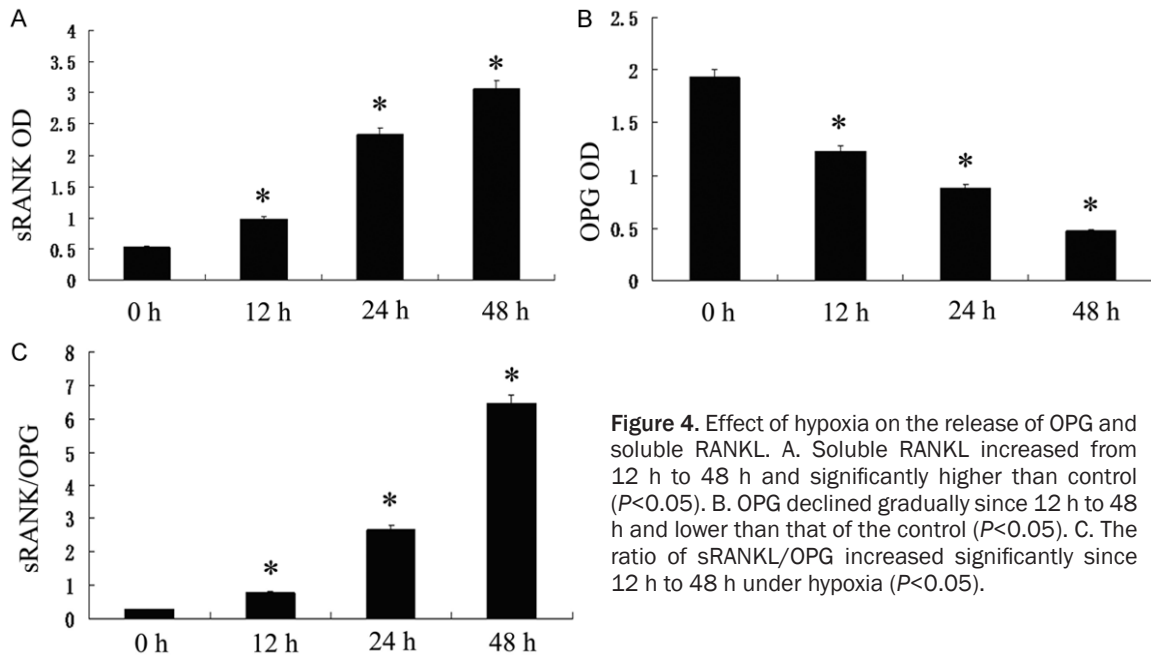 A
sRANK OD
4
3.5
3
2.5
2
1.5
1
0.5
0
*
*
*
0 h 12 h 24 h 48 h
B
OPG OD
2.5
2
1.5
1
0.5
0
*
*
*
0 h 12 h 24 h 48 h
C
sRANK/OPG
8
7
6
5
4
3
2
1
0
*
*
*
0 h 12 h 24 h 48 h
Figure 4. Effect of hypoxia on the release of OPG and
soluble RANKL. A. Soluble RANKL increased from
12 h to 48 h and significantly higher than control
(P<0.05). B. OPG declined gradually since 12 h to 48
h and lower than that of the control (P<0.05). C. The
ratio of sRANKL/OPG increased significantly since
12 h to 48 h under hypoxia (P<0.05).